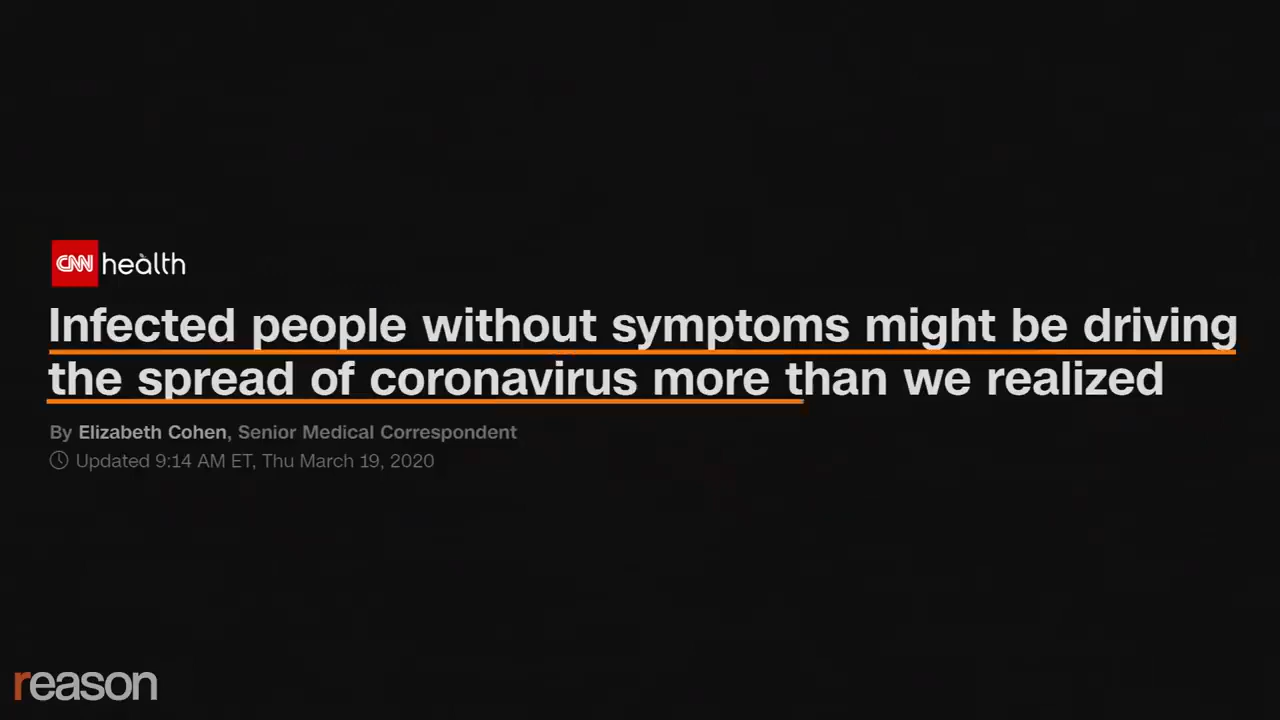 CNN health
Infected people without symptoms might be driving
the spread of coronavirus more than we realized
By Elizabeth Cohen, Senior Medical Correspondent
Updated 9:14 AM ET, Thu March 19, 2020
reason